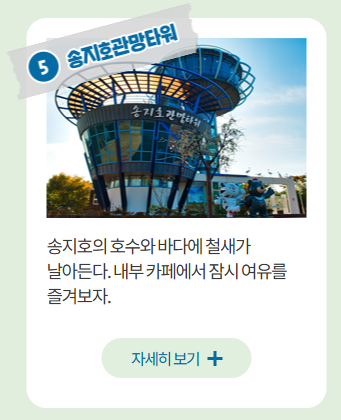 5 송지호관망타워
송지호관망타워
송지호의 호수와 바다에 철새가
날아든다. 내부 카페에서 잠시 여유를
즐겨보자.
자세히 보기 +